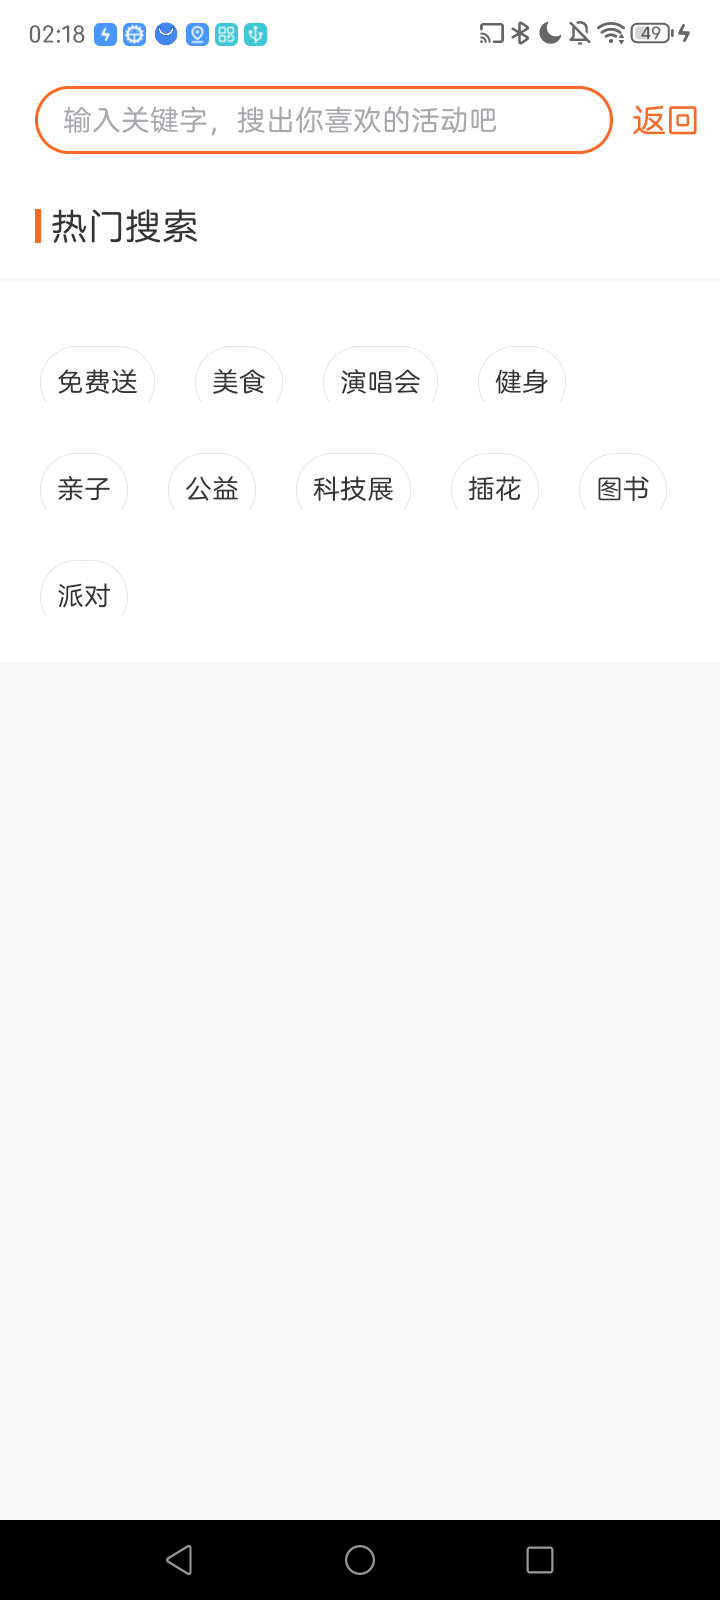 02:18 49
输入关键字，搜出你喜欢的活动吧 返回
热门搜索
免费送 美食 演唱会 健身
亲子 公益 科技展 插花 图书
派对